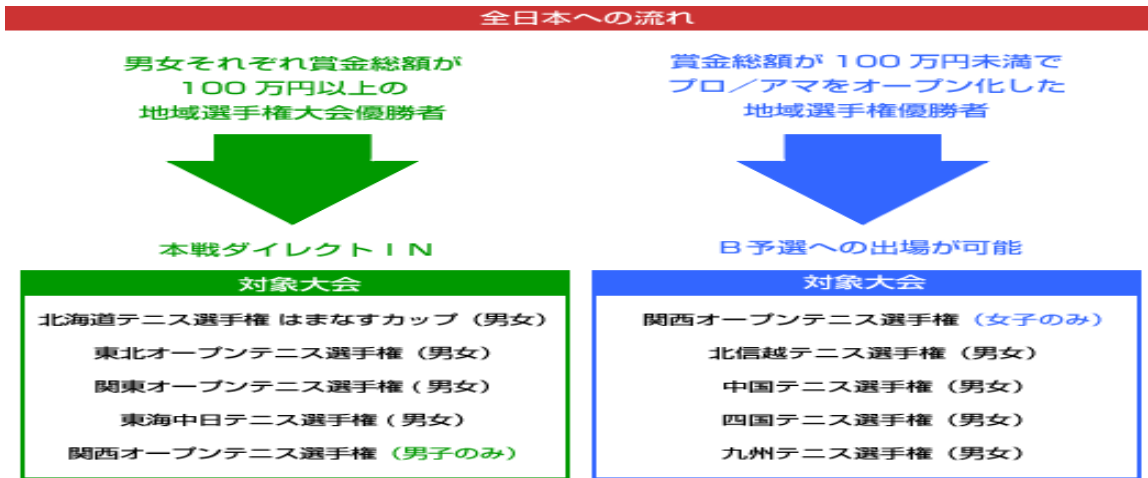 全日本への流れ
男女それぞれ賞金総額が
100万円以上の
地域選手権大会優勝者
本戦ダイレクトIN
対象大会
北海道テニス選手権 はまなすカップ（男女）
東北オープンテニス選手権（男女）
関東オープンテニス選手権（男女）
東海中日テニス選手権（男女）
関西オープンテニス選手権（男子のみ）
賞金総額が100万円未満で
プロ／アマをオープン化した
地域選手権優勝者
B予選への出場が可能
対象大会
関西オープンテニス選手権（女子のみ）
北信越テニス選手権（男女）
中国テニス選手権（男女）
四国テニス選手権（男女）
九州テニス選手権（男女）